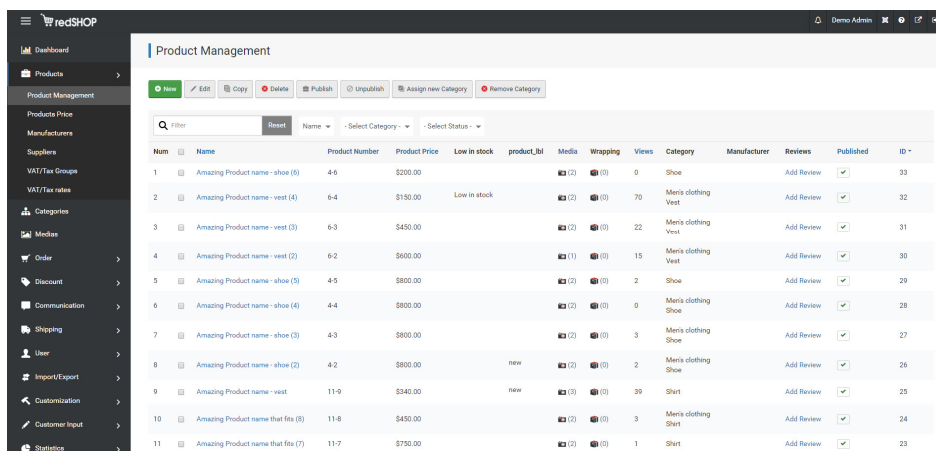 redSHOP
Demo Admin
Dashboard
Products
Product Management
Products Price
Manufacturers
Suppliers
VAT/Tax Groups
VAT/Tax rates
Categories
Medias
Order
Discount
Communication
Shipping
User
Import/Export
Customization
Customer Input
Statistics
Product Management
New Edit Copy Delete Publish Unpublish Assign new Category Remove Category
Filter Reset Name - Select Category - - Select Status -
Num Name Product Number Product Price Low in stock product_lbl Media Wrapping Views Category Manufacturer Reviews Published ID
1 Amazing Product name - shoe (6) 4-6 $200.00 (2) (0) 0 Shoe Add Review 33
2 Amazing Product name - vest (4) 6-4 $150.00 Low in stock (2) (0) 70 Men's clothing Add Review 32
Vest
3 Amazing Product name - vest (3) 6-3 $450.00 (2) (0) 22 Men's clothing Add Review 31
Vest
4 Amazing Product name - vest (2) 6-2 $600.00 (1) (0) 15 Men's clothing Add Review 30
Vest
5 Amazing Product name - shoe (5) 4-5 $800.00 (2) (0) 2 Shoe Add Review 29
6 Amazing Product name - shoe (4) 4-4 $800.00 (2) (0) 0 Men's clothing Add Review 28
Shoe
7 Amazing Product name - shoe (3) 4-3 $800.00 (2) (0) 3 Men's clothing Add Review 27
Shoe
8 Amazing Product name - shoe (2) 4-2 $800.00 new (2) (0) 2 Men's clothing Add Review 26
Shoe
9 Amazing Product name - vest 11-9 $340.00 new (3) (0) 39 Shirt Add Review 25
10 Amazing Product name that fits (8) 11-8 $450.00 (2) (0) 3 Men's clothing Add Review 24
Shirt
11 Amazing Product name that fits (7) 11-7 $750.00 (2) (0) 1 Shirt Add Review 23